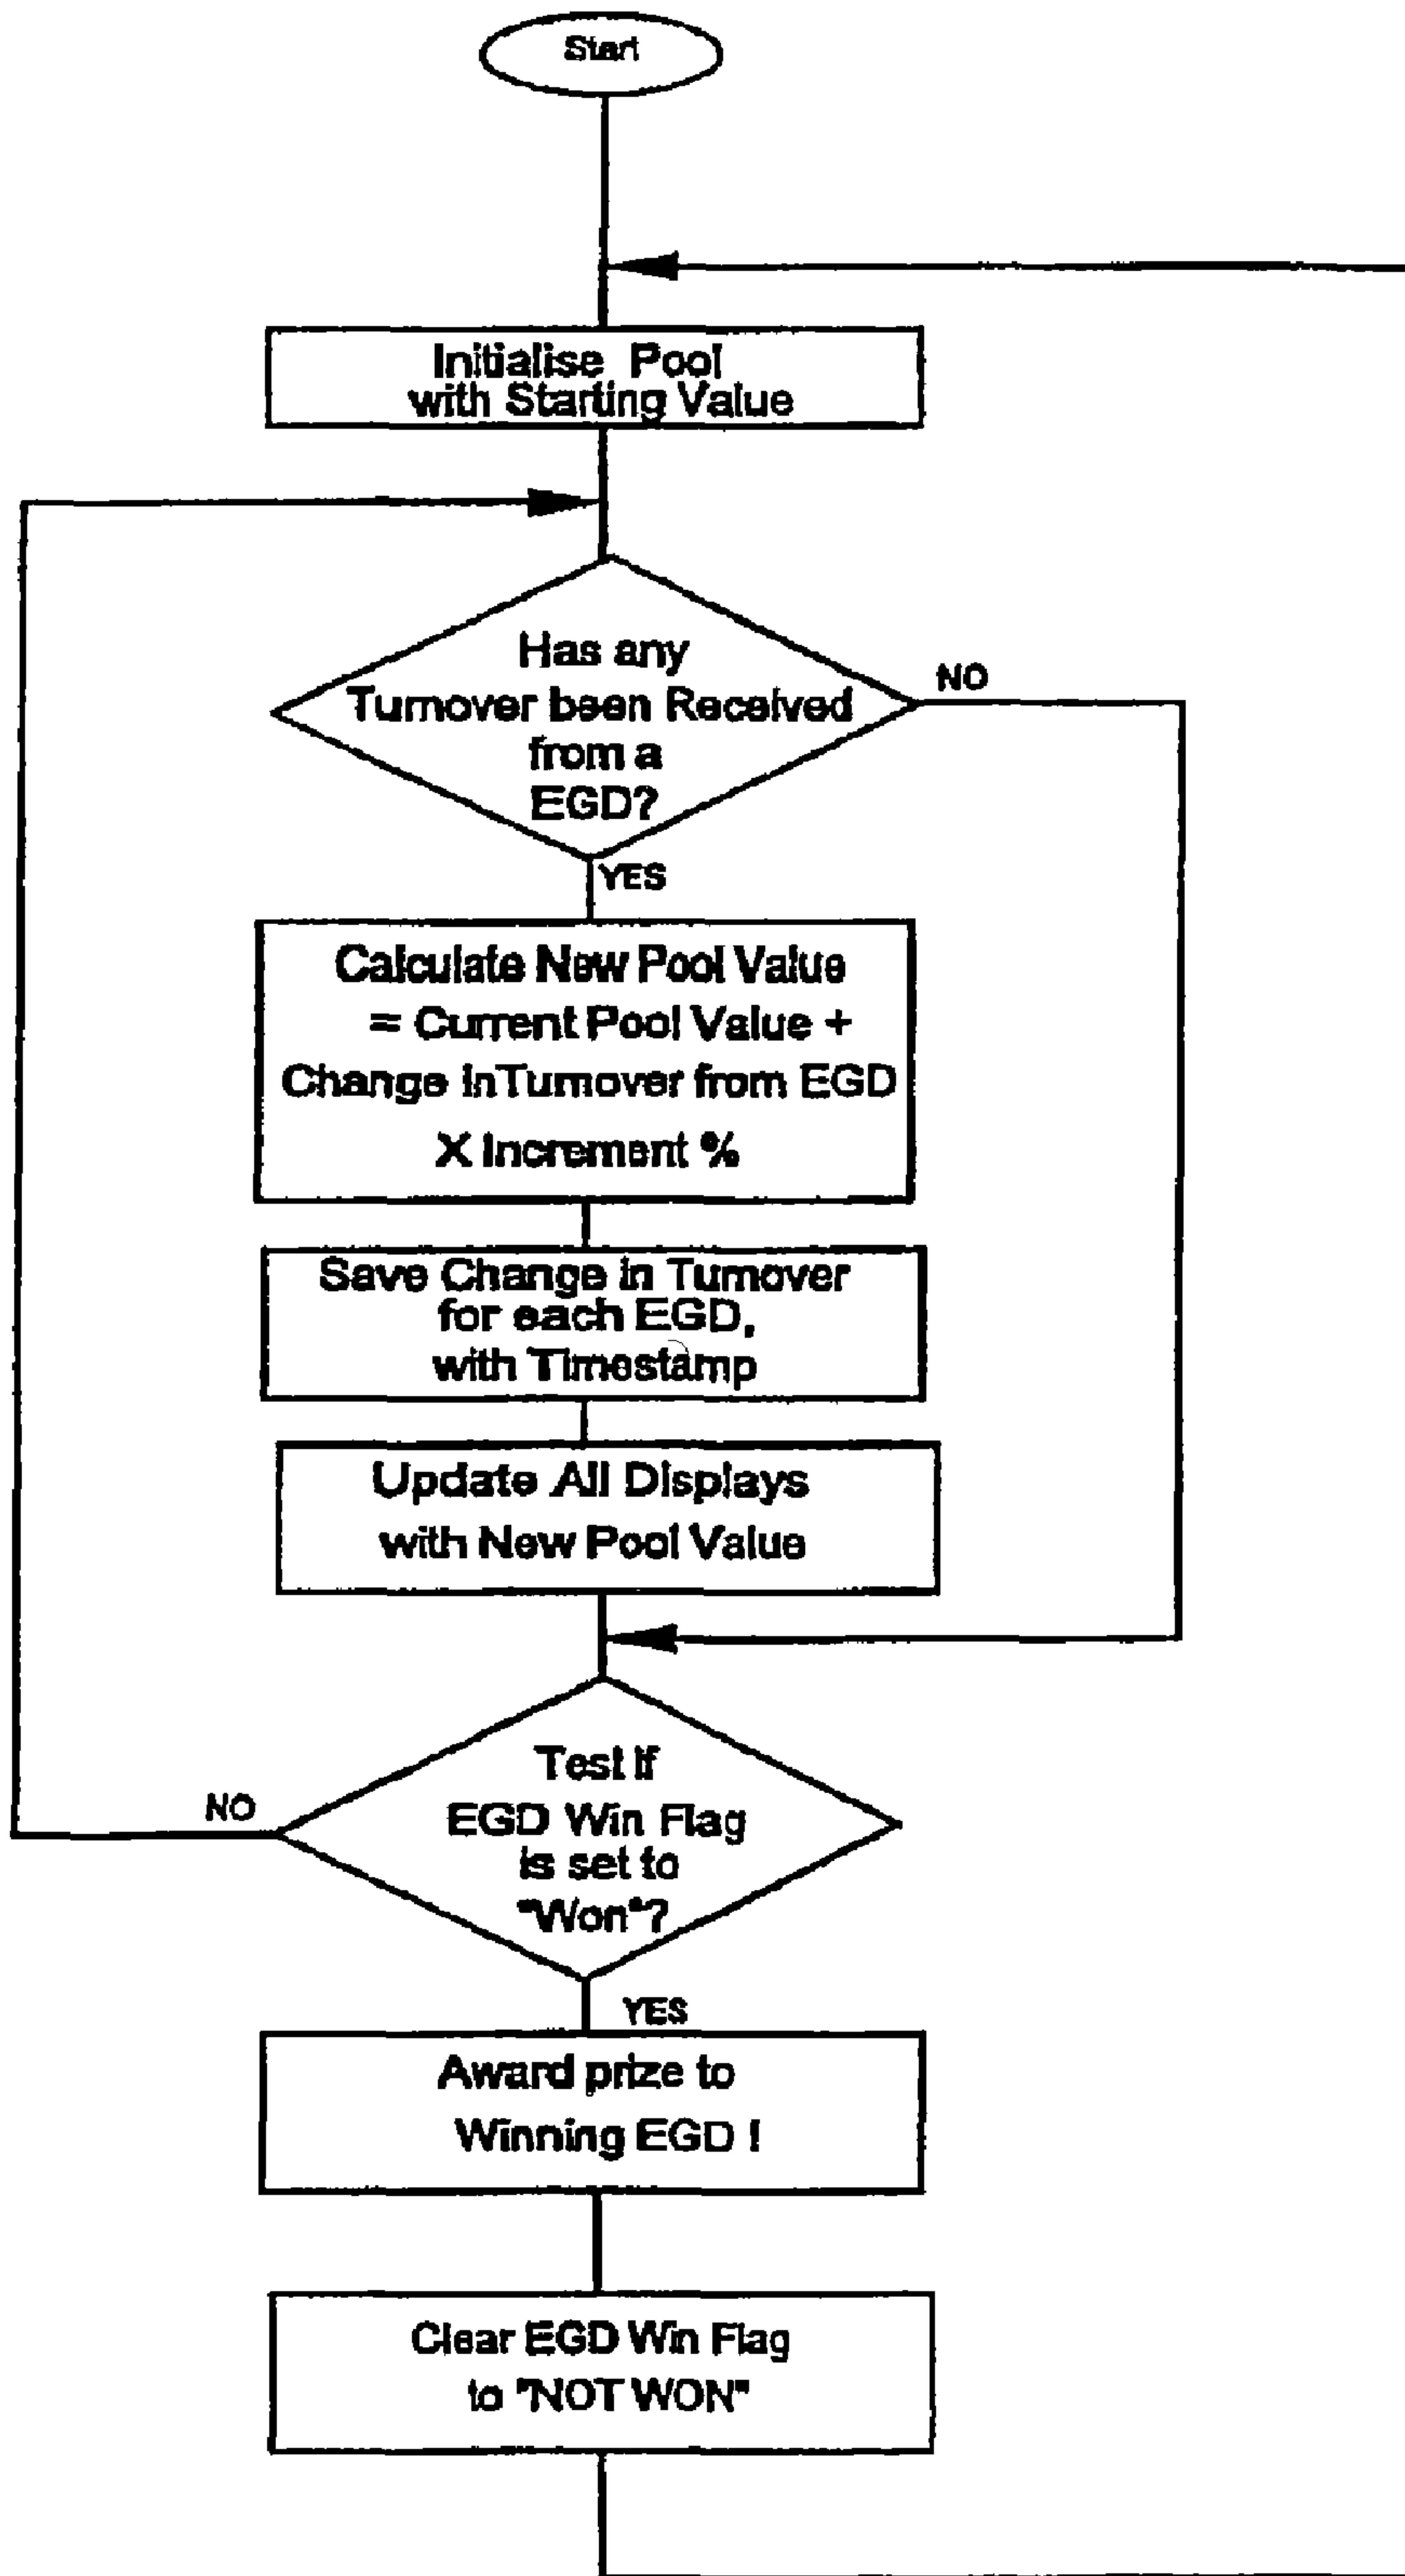 Start
Initialise Pool
with Starting Value
Has any
Turnover been Received
from a
EGD?
NO
YES
Calculate New Pool Value
= Current Pool Value +
Change InTurnover from EGD
X Increment %
Save Change in Turnover
for each EGD,
with Timestamp
Update All Displays
with New Pool Value
Test if
EGD Win Flag
is set to
"Won"?
NO
YES
Award prize to
Winning EGD !
Clear EGD Win Flag
to "NOT WON"